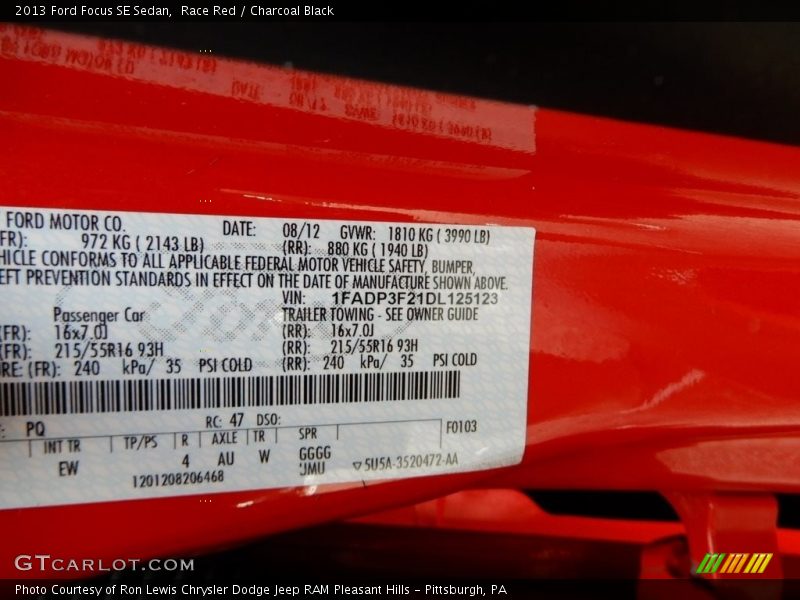 2013 Ford Focus SE Sedan, Race Red / Charcoal Black
FORD MOTOR CO. DATE: 08/12 GVWR: 1810 KG ( 3990 LB)
FR): 972 KG ( 2143 LB) (RR): 880 KG ( 1940 LB)
HICLE CONFORMS TO ALL APPLICABLE FEDERAL MOTOR VEHICLE SAFETY, BUMPER,
EFT PREVENTION STANDARDS IN EFFECT ON THE DATE OF MANUFACTURE SHOWN ABOVE.
VIN: 1FADP3F21DL125123
Passenger Car TRAILER TOWING - SEE OWNER GUIDE
(FR): 16x7.0J (RR): 16x7.0J
(FR): 215/55R16 93H (RR): 215/55R16 93H
RE: (FR): 240 kPa/ 35 PSI COLD (RR): 240 kPa/ 35 PSI COLD
PQ RC: 47 DSO: F0103
INT TR TP/PS R AXLE TR SPR
EW 4 AU W GGGG
JMU
1201208206468 ▽5U5A-3520472-AA
GTCARLOT.COM
Photo Courtesy of Ron Lewis Chrysler Dodge Jeep RAM Pleasant Hills – Pittsburgh, PA